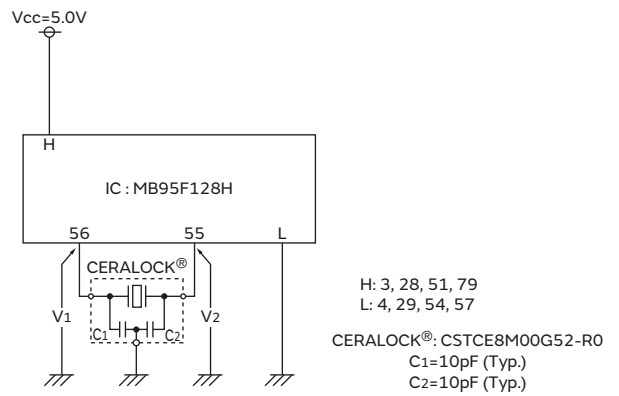 Vcc=5.0V
H
IC : MB95F128H
56 55 L
CERALOCK®
V1 C1 C2 V2
H: 3, 28, 51, 79
L: 4, 29, 54, 57
CERALOCK®: CSTCE8M00G52-R0
C1=10pF (Typ.)
C2=10pF (Typ.)